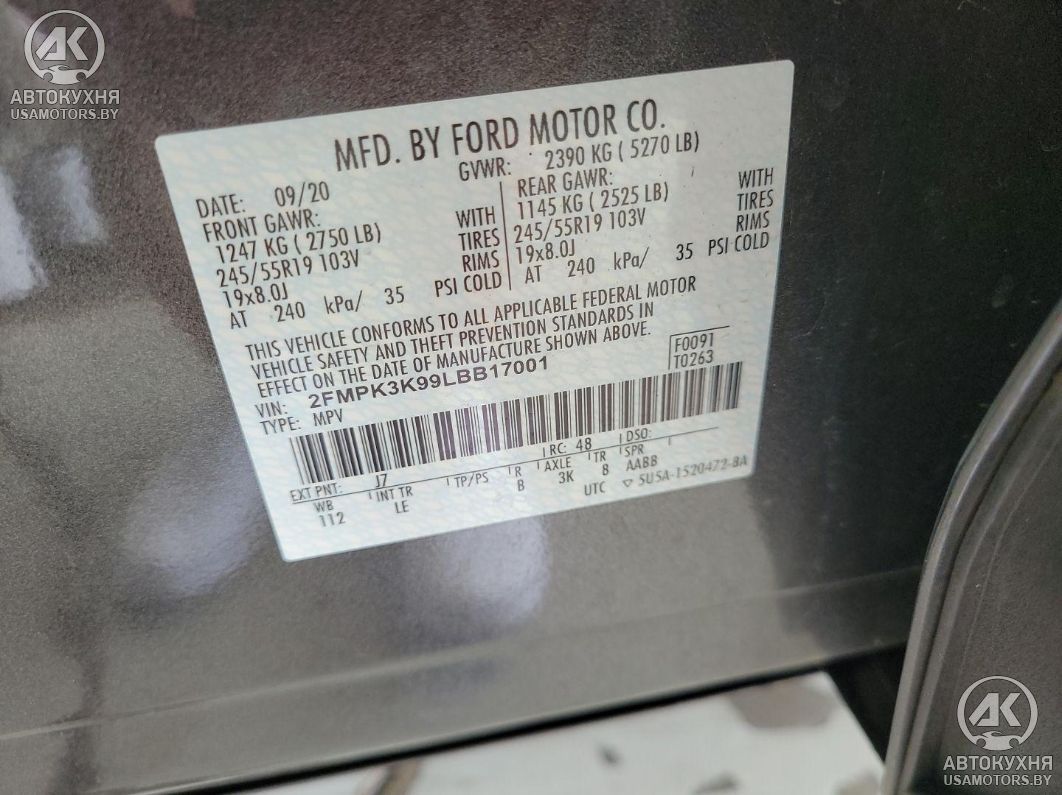 AK
АВТОКУХНЯ
USAMOTORS.BY
MFD. BY FORD MOTOR CO.
DATE: 09/20
GVWR: 2390 KG ( 5270 LB)
FRONT GAWR:
1247 KG ( 2750 LB) WITH
245/55R19 103V TIRES
19x8.0J RIMS
AT 240 kPa/ 35 PSI COLD
REAR GAWR:
1145 KG ( 2525 LB) WITH
245/55R19 103V TIRES
19x8.0J RIMS
AT 240 kPa/ 35 PSI COLD
THIS VEHICLE CONFORMS TO ALL APPLICABLE FEDERAL MOTOR
VEHICLE SAFETY AND THEFT PREVENTION STANDARDS IN
EFFECT ON THE DATE OF MANUFACTURE SHOWN ABOVE.
F0091
T0263
VIN: 2FMPK3K99LBB17001
TYPE: MPV
EXT PNT: J7 RC: 48 DSO:
WB INT TR TP/PS R AXLE TR SPR
112 LE B 3K B AABB
UTC ▽ 5U5A-1520472-BA
AK
АВТОКУХНЯ
USAMOTORS.BY